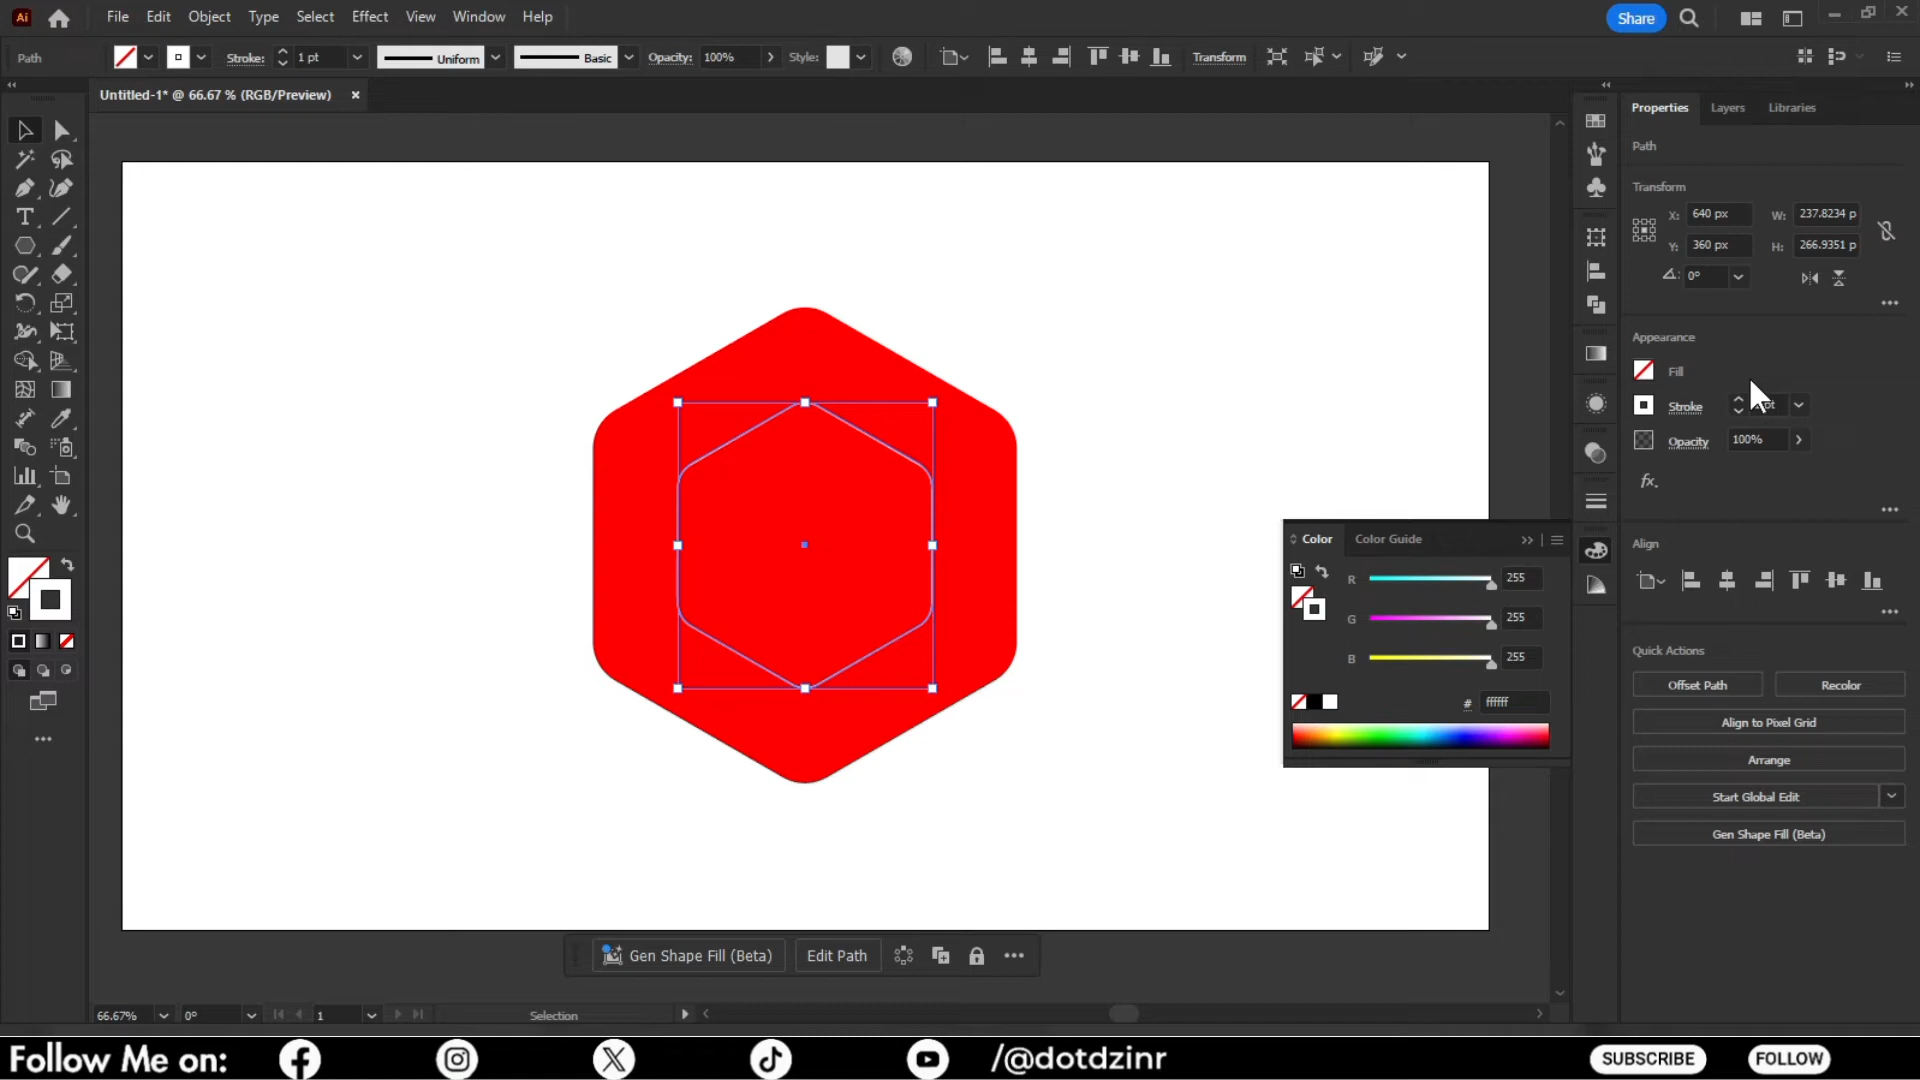 Ai File Edit Object Type Select Effect View Window Help Share
Path Stroke: 1 pt Uniform Basic Opacity: 100% Style: Transform
Untitled-1* @ 66.67 % (RGB/Preview) ×
Properties Layers Libraries
Path
Transform
X: 640 px W: 237.8234 p
Y: 360 px H: 266.9351 p
0°
Appearance
Fill
Stroke pt
Opacity 100%
fx.
Align
Color Color Guide
R 255
G 255
B 255
# ffffff
Quick Actions
Offset Path Recolor
Align to Pixel Grid
Arrange
Start Global Edit
Gen Shape Fill (Beta)
Gen Shape Fill (Beta) Edit Path
66.67% 0° 1 Selection
Follow Me on: /@dotdzinr SUBSCRIBE FOLLOW